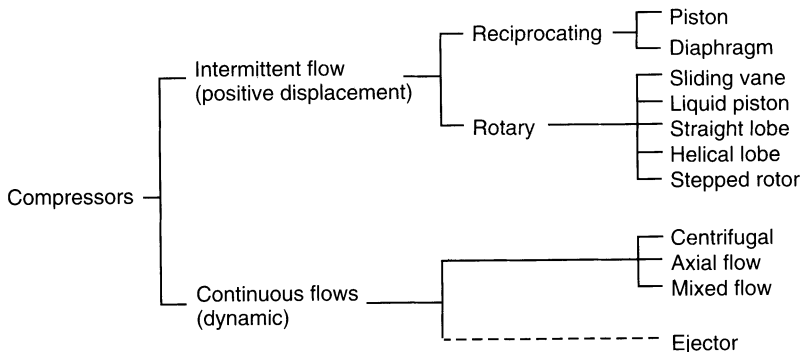 Piston
Reciprocating
Diaphragm
Intermittent flow
(positive displacement)
Sliding vane
Liquid piston
Rotary
Straight lobe
Helical lobe
Stepped rotor
Compressors
Centrifugal
Axial flow
Mixed flow
Continuous flows
(dynamic)
Ejector